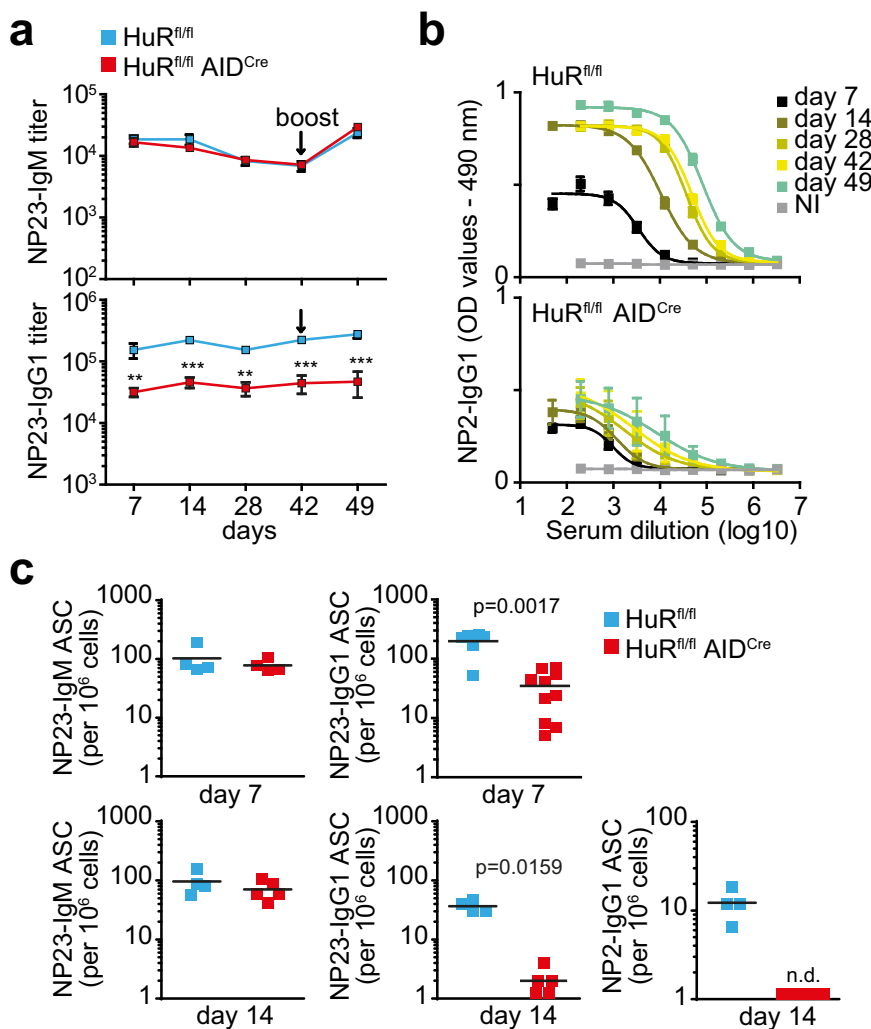 a
HuR^fl/fl
HuR^fl/fl AID^Cre
NP23-IgM titer
10^5
10^4
10^3
10^2
boost
NP23-IgG1 titer
10^6
10^5
10^4
10^3
**
***
**
***
***
7 14 28 42 49
days
b
HuR^fl/fl
1
0
day 7
day 14
day 28
day 42
day 49
NI
NP2-IgG1 (OD values - 490 nm)
HuR^fl/fl AID^Cre
1
0
1 2 3 4 5 6 7
Serum dilution (log10)
c
NP23-IgM ASC
(per 10^6 cells)
1000
100
10
1
day 7
NP23-IgG1 ASC
(per 10^6 cells)
1000
100
10
1
p=0.0017
day 7
HuR^fl/fl
HuR^fl/fl AID^Cre
NP23-IgM ASC
(per 10^6 cells)
1000
100
10
1
day 14
NP23-IgG1 ASC
(per 10^6 cells)
1000
100
10
1
p=0.0159
day 14
NP2-IgG1 ASC
(per 10^6 cells)
100
10
1
n.d.
day 14